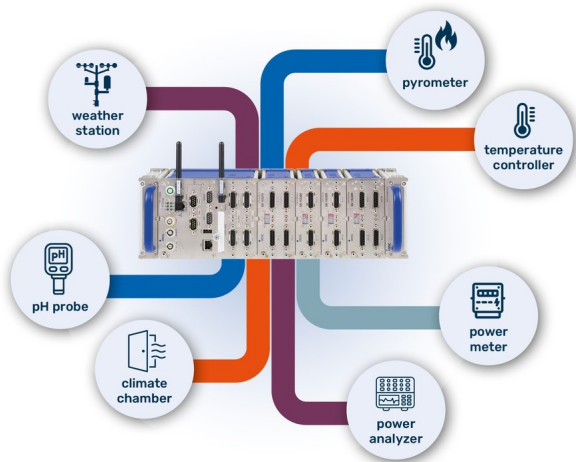 pyrometer
weather
station
temperature
controller
pH
pH probe
power
meter
climate
chamber
power
analyzer